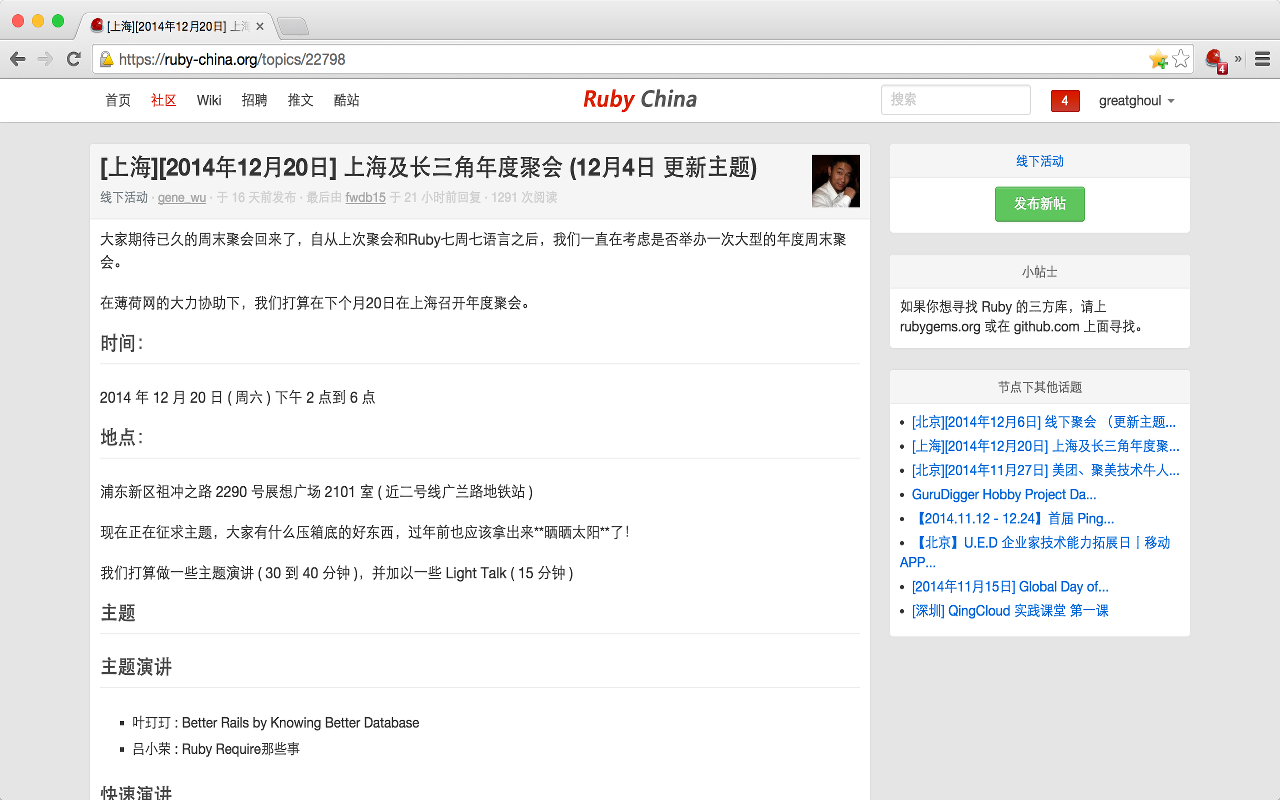 [上海][2014年12月20日] 上海
https://ruby-china.org/topics/22798
4
»
首页 社区 Wiki 招聘 推文 酷站
Ruby China
搜索
4
greatghoul
[上海][2014年12月20日] 上海及长三角年度聚会 (12月4日 更新主题)
线下活动 · gene_wu · 于 16 天前发布 · 最后由 fwdb15 于 21 小时前回复 · 1291 次阅读
大家期待已久的周末聚会回来了，自从上次聚会和Ruby七周七语言之后，我们一直在考虑是否举办一次大型的年度周末聚
会。
在薄荷网的大力协助下，我们打算在下个月20日在上海召开年度聚会。
时间：
2014 年 12 月 20 日 ( 周六 ) 下午 2 点到 6 点
地点：
浦东新区祖冲之路 2290 号展想广场 2101 室 ( 近二号线广兰路地铁站 )
现在正在征求主题，大家有什么压箱底的好东西，过年前也应该拿出来**晒晒太阳**了！
我们打算做一些主题演讲 ( 30 到 40 分钟 )，并加以一些 Light Talk ( 15 分钟 )
主题
主题演讲
叶玎玎 : Better Rails by Knowing Better Database
吕小荣 : Ruby Require那些事
快速演讲
线下活动
发布新帖
小帖士
如果你想寻找 Ruby 的三方库，请上
rubygems.org 或在 github.com 上面寻找。
节点下其他话题
[北京][2014年12月6日] 线下聚会 （更新主题...
[上海][2014年12月20日] 上海及长三角年度聚...
[北京][2014年11月27日] 美团、聚美技术牛人...
GuruDigger Hobby Project Da...
【2014.11.12 - 12.24】首届 Ping...
【北京】U.E.D 企业家技术能力拓展日｜移动
APP...
[2014年11月15日] Global Day of...
[深圳] QingCloud 实践课堂 第一课